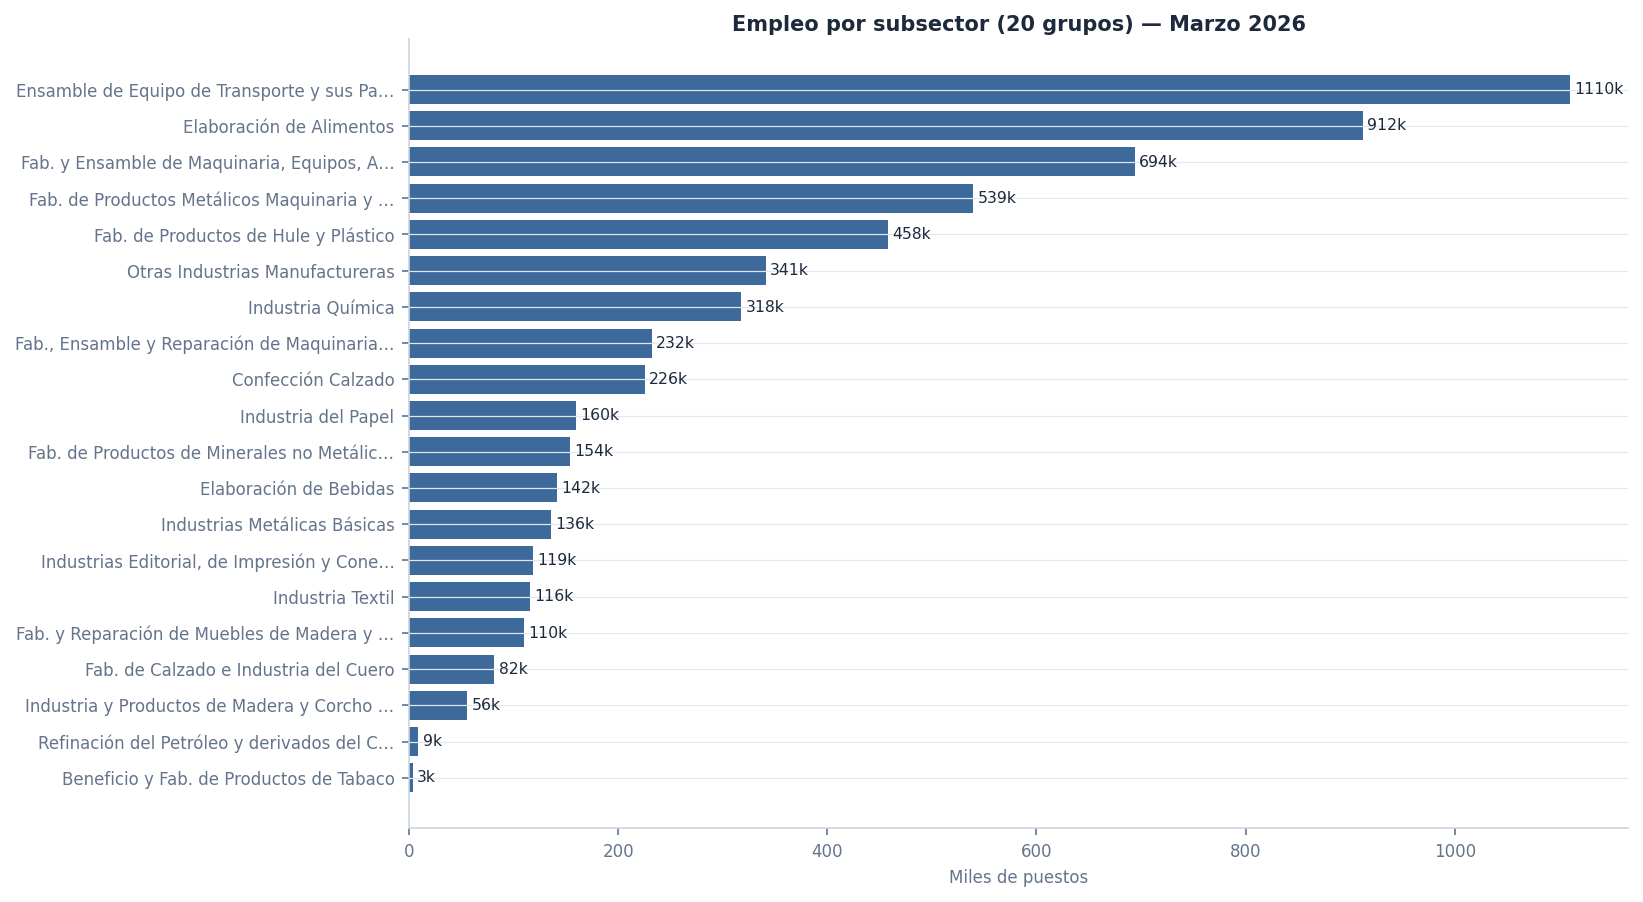 Empleo por subsector (20 grupos) — Marzo 2026
Ensamble de Equipo de Transporte y sus Pa… 1110k
Elaboración de Alimentos 912k
Fab. y Ensamble de Maquinaria, Equipos, A… 694k
Fab. de Productos Metálicos Maquinaria y … 539k
Fab. de Productos de Hule y Plástico 458k
Otras Industrias Manufactureras 341k
Industria Química 318k
Fab., Ensamble y Reparación de Maquinaria… 232k
Confección Calzado 226k
Industria del Papel 160k
Fab. de Productos de Minerales no Metálic… 154k
Elaboración de Bebidas 142k
Industrias Metálicas Básicas 136k
Industrias Editorial, de Impresión y Cone… 119k
Industria Textil 116k
Fab. y Reparación de Muebles de Madera y … 110k
Fab. de Calzado e Industria del Cuero 82k
Industria y Productos de Madera y Corcho … 56k
Refinación del Petróleo y derivados del C… 9k
Beneficio y Fab. de Productos de Tabaco 3k
0 200 400 600 800 1000
Miles de puestos